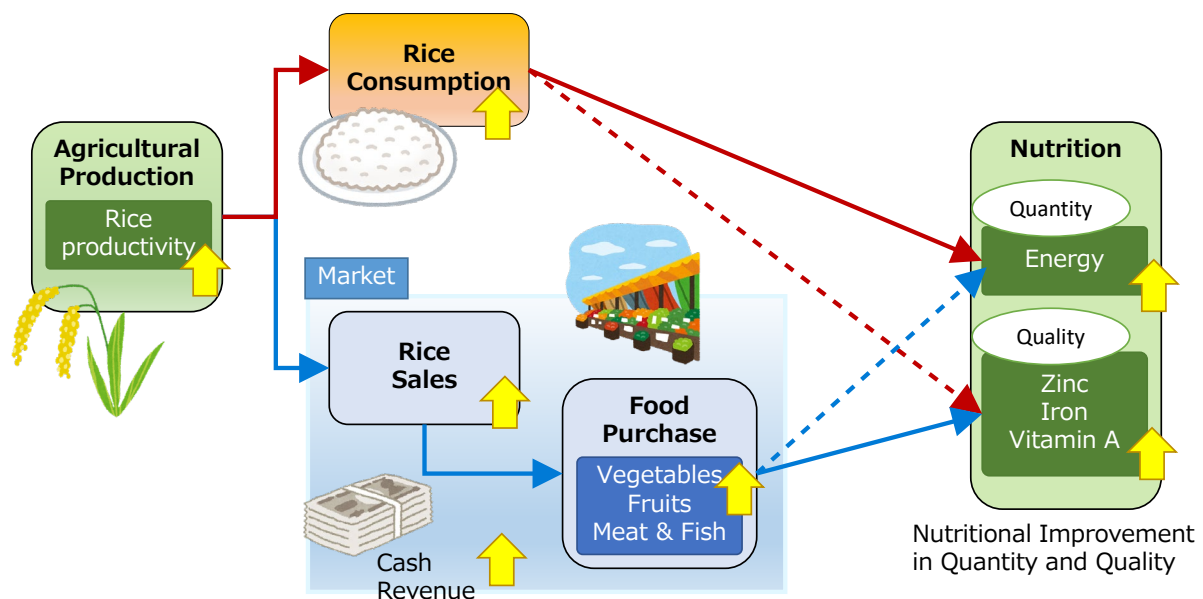 Rice
Consumption
Agricultural
Production
Rice
productivity
Market
Rice
Sales
Food
Purchase
Vegetables
Fruits
Meat & Fish
Cash
Revenue
Nutrition
Quantity
Energy
Quality
Zinc
Iron
Vitamin A
Nutritional Improvement
in Quantity and Quality